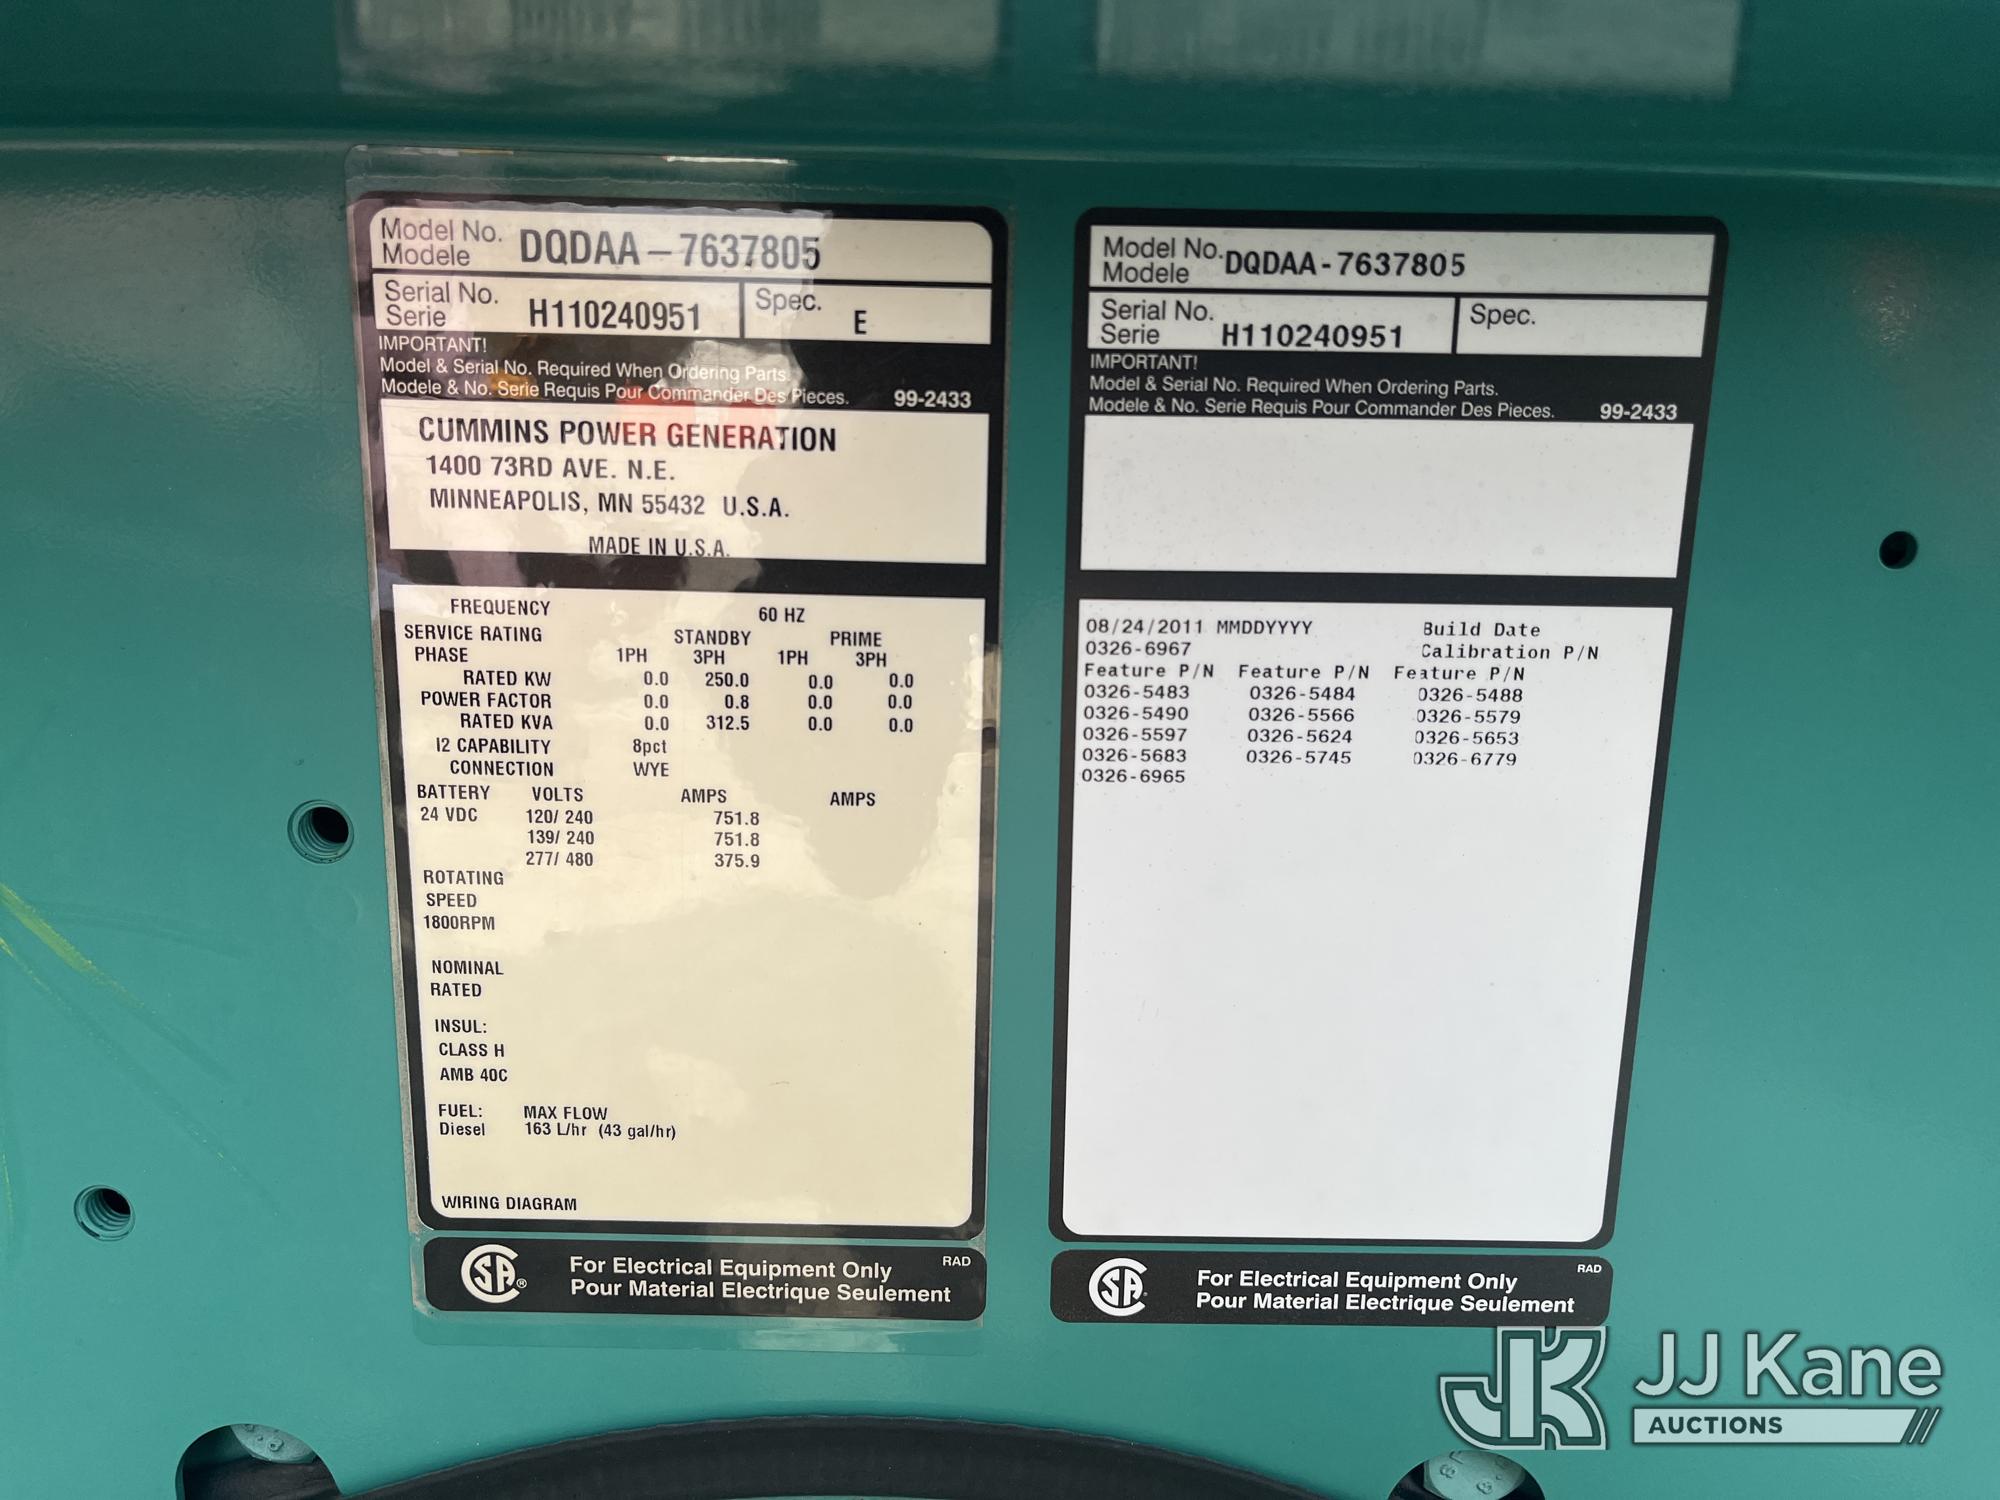 Model No.
Modele
DQDAA-7637805
Serial No.
Serie
H110240951
Spec.
E
IMPORTANT!
Model & Serial No. Required When Ordering Parts.
Modele & No. Serie Requis Pour Commander Des Pieces. 99-2433
CUMMINS POWER GENERATION
1400 73RD AVE. N.E.
MINNEAPOLIS, MN 55432 U.S.A.
MADE IN U.S.A.
FREQUENCY 60 HZ
SERVICE RATING STANDBY PRIME
PHASE 1PH 3PH 1PH 3PH
RATED KW 0.0 250.0 0.0 0.0
POWER FACTOR 0.0 0.8 0.0 0.0
RATED KVA 0.0 312.5 0.0 0.0
I2 CAPABILITY 8pct
CONNECTION WYE
BATTERY VOLTS AMPS AMPS
24 VDC 120/ 240 751.8
139/ 240 751.8
277/ 480 375.9
ROTATING
SPEED
1800RPM
NOMINAL
RATED
INSUL:
CLASS H
AMB 40C
FUEL: MAX FLOW
Diesel 163 L/hr (43 gal/hr)
WIRING DIAGRAM
CSA ® For Electrical Equipment Only RAD
Pour Material Electrique Seulement
Model No.
Modele
DQDAA-7637805
Serial No.
Serie
H110240951
Spec.
IMPORTANT!
Model & Serial No. Required When Ordering Parts.
Modele & No. Serie Requis Pour Commander Des Pieces. 99-2433
08/24/2011 MMDDYYYY Build Date
0326-6967 Calibration P/N
Feature P/N Feature P/N Feature P/N
0326-5483 0326-5484 0326-5488
0326-5490 0326-5566 0326-5579
0326-5597 0326-5624 0326-5653
0326-5683 0326-5745 0326-6779
0326-6965
CSA For Electrical Equipment Only RAD
Pour Material Electrique Seulement
JK JJ Kane
AUCTIONS